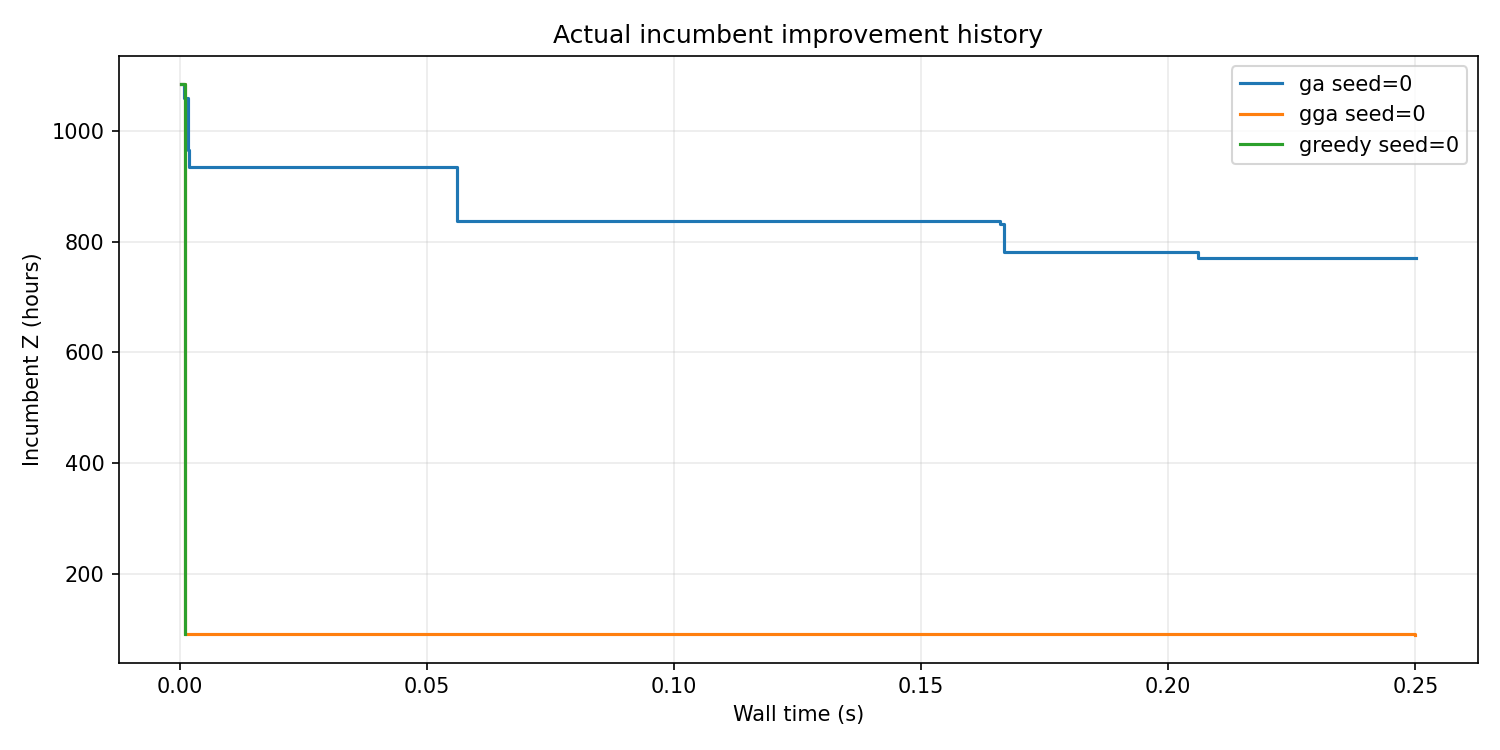 Actual incumbent improvement history
ga seed=0
gga seed=0
greedy seed=0
Incumbent Z (hours)
1000
800
600
400
200
0.00 0.05 0.10 0.15 0.20 0.25
Wall time (s)